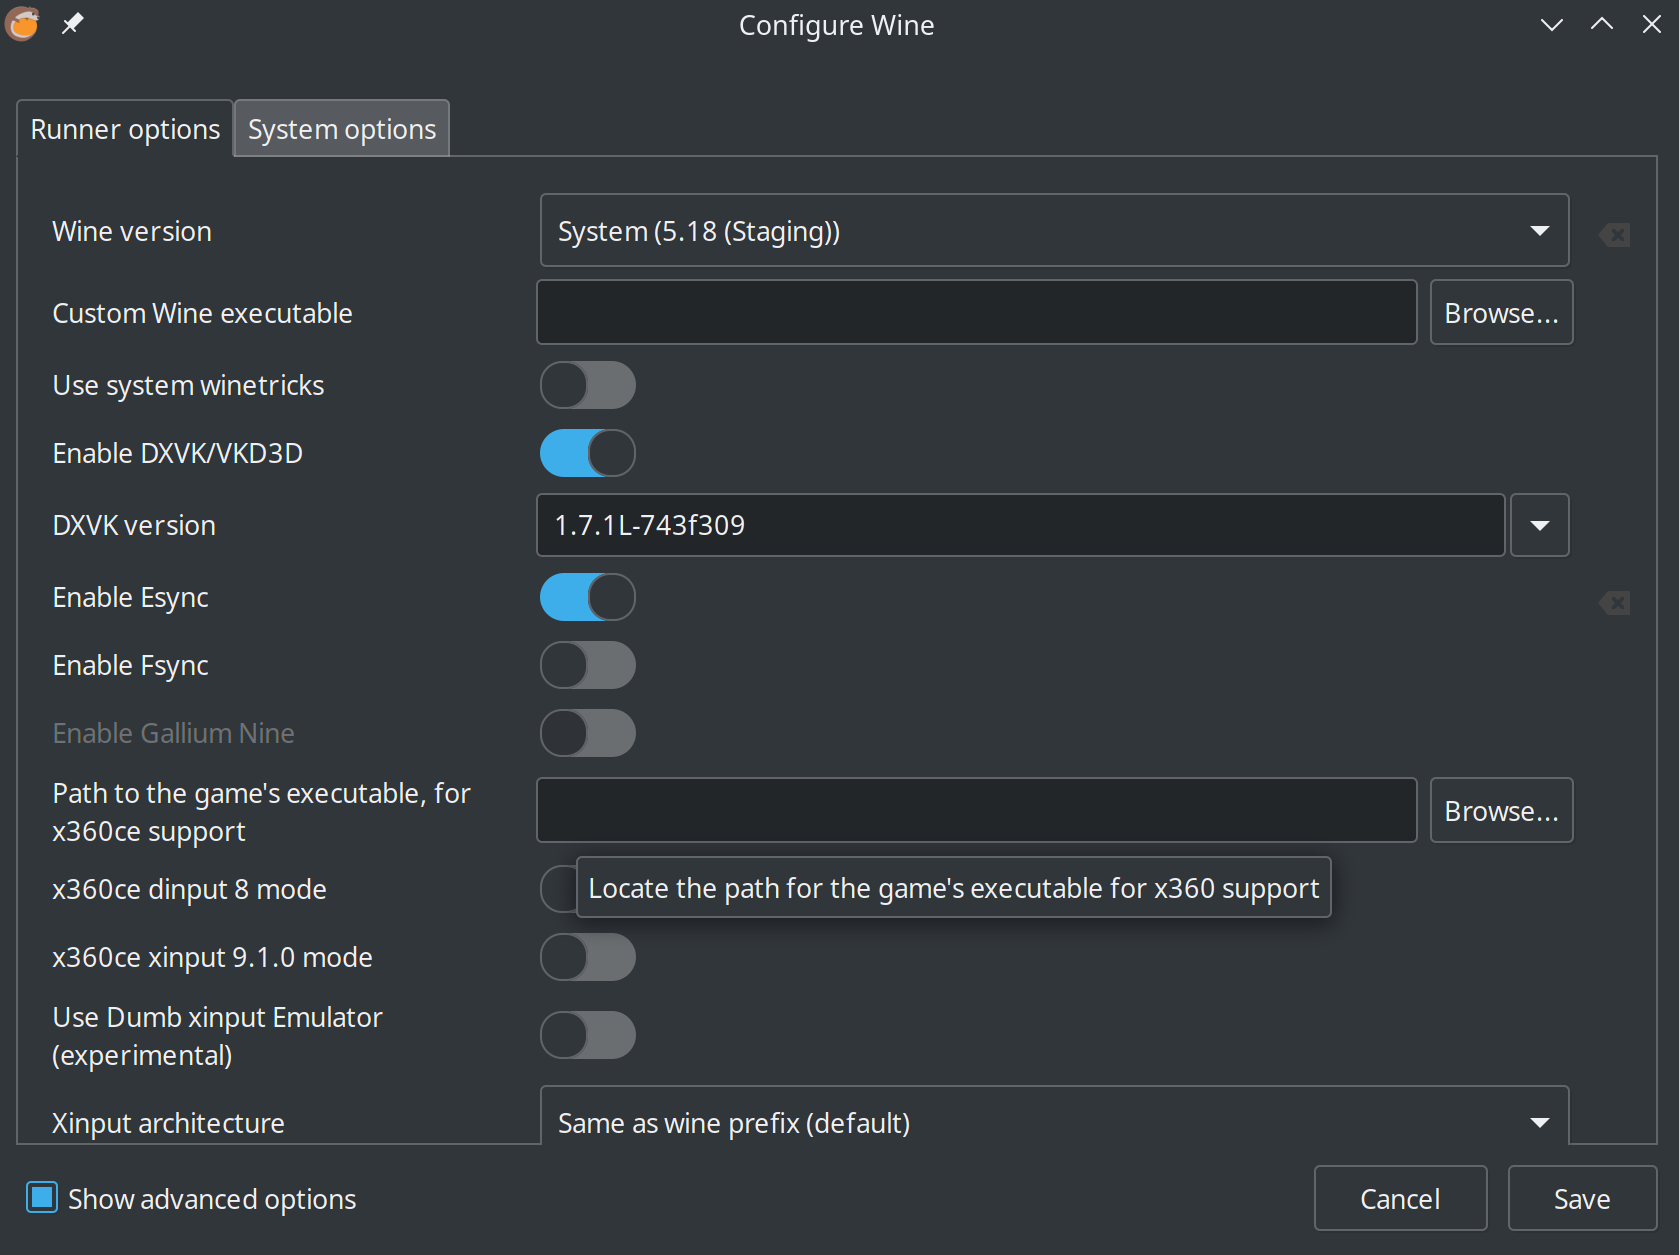 Configure Wine
Runner options
System options
Wine version
System (5.18 (Staging))
Custom Wine executable
Browse...
Use system winetricks
Enable DXVK/VKD3D
DXVK version
1.7.1L-743f309
Enable Esync
Enable Fsync
Enable Gallium Nine
Path to the game's executable, for
x360ce support
Browse...
x360ce dinput 8 mode
Locate the path for the game's executable for x360 support
x360ce xinput 9.1.0 mode
Use Dumb xinput Emulator
(experimental)
Xinput architecture
Same as wine prefix (default)
Show advanced options
Cancel
Save